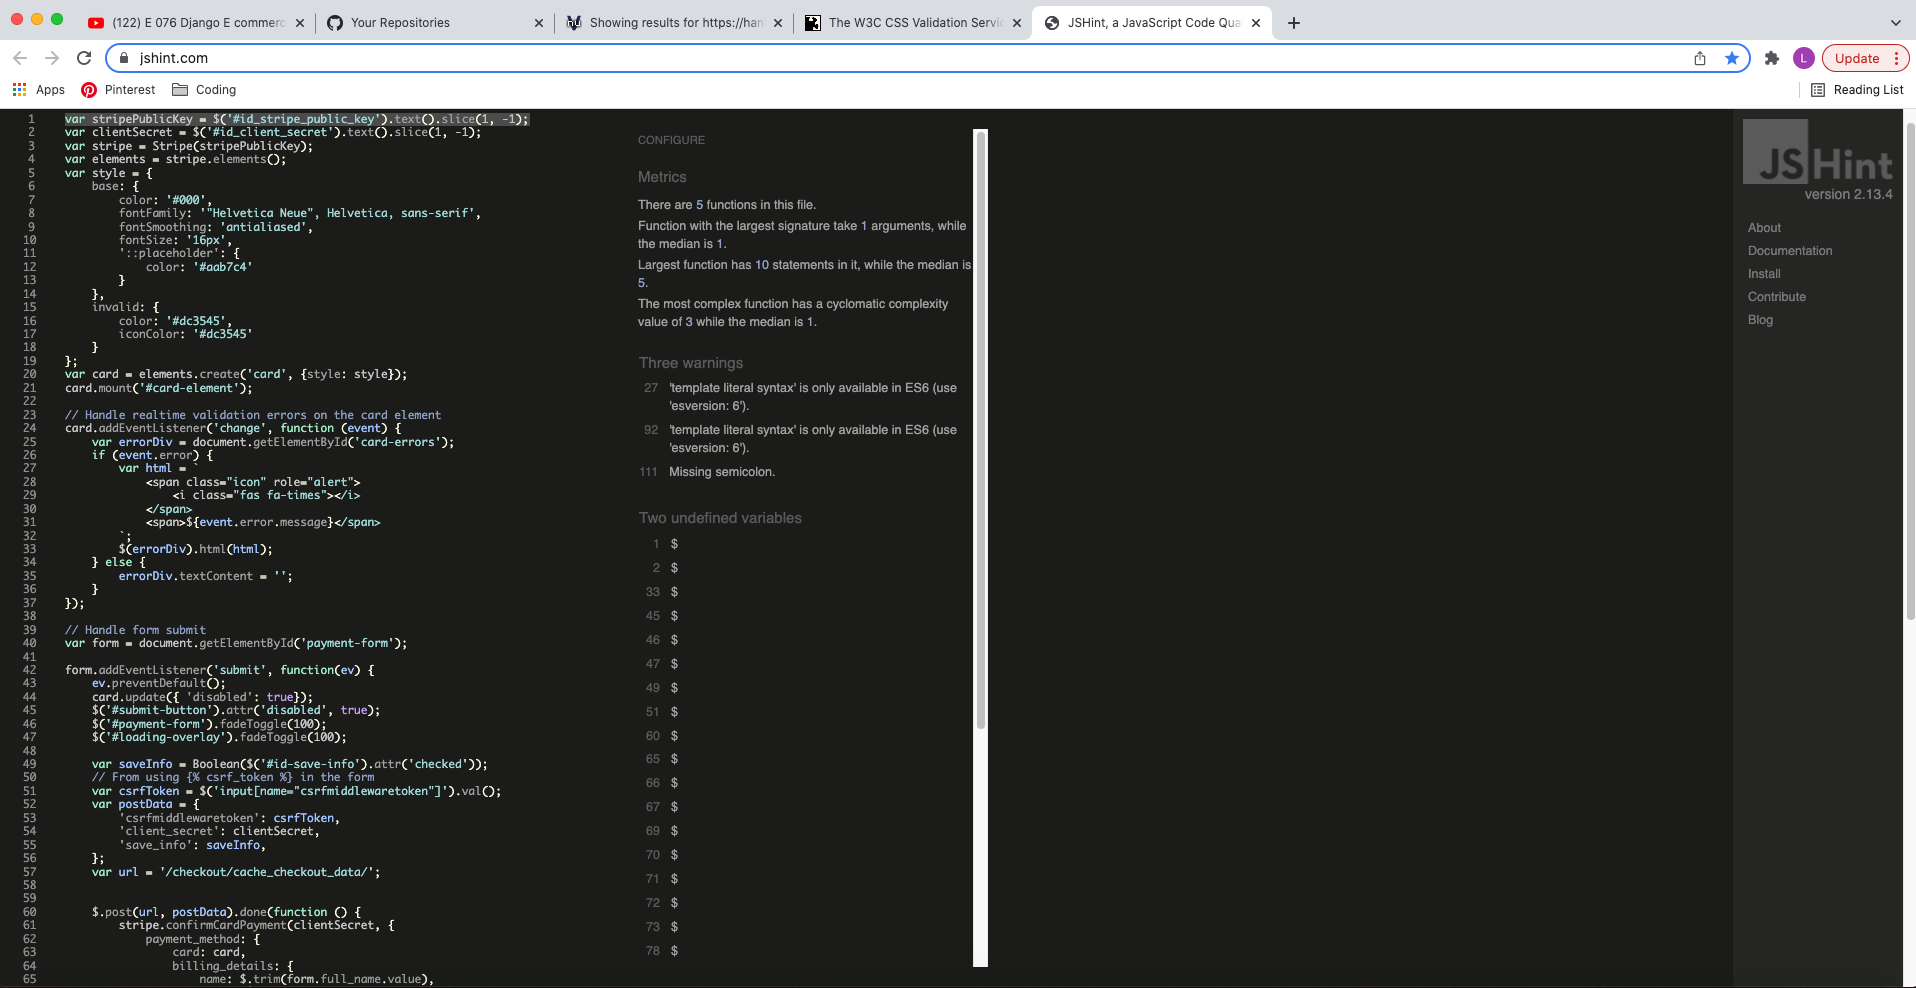 (122) E 076 Django E commerc
Your Repositories
Showing results for https://han
The W3C CSS Validation Servic
JSHint, a JavaScript Code Qua
jshint.com
L
Update
Apps
Pinterest
Coding
Reading List
1 var stripePublicKey = $('#id_stripe_public_key').text().slice(1, -1);
2 var clientSecret = $('#id_client_secret').text().slice(1, -1);
3 var stripe = Stripe(stripePublicKey);
4 var elements = stripe.elements();
5 var style = {
6 base: {
7 color: '#000',
8 fontFamily: '"Helvetica Neue", Helvetica, sans-serif',
9 fontSmoothing: 'antialiased',
10 fontSize: '16px',
11 '::placeholder': {
12 color: '#aab7c4'
13 }
14 },
15 invalid: {
16 color: '#dc3545',
17 iconColor: '#dc3545'
18 }
19 };
20 var card = elements.create('card', {style: style});
21 card.mount('#card-element');
22
23 // Handle realtime validation errors on the card element
24 card.addEventListener('change', function (event) {
25 var errorDiv = document.getElementById('card-errors');
26 if (event.error) {
27 var html = `
28 <span class="icon" role="alert">
29 <i class="fas fa-times"></i>
30 </span>
31 <span>${event.error.message}</span>
32 `;
33 $(errorDiv).html(html);
34 } else {
35 errorDiv.textContent = '';
36 }
37 });
38
39 // Handle form submit
40 var form = document.getElementById('payment-form');
41
42 form.addEventListener('submit', function(ev) {
43 ev.preventDefault();
44 card.update({ 'disabled': true});
45 $('#submit-button').attr('disabled', true);
46 $('#payment-form').fadeToggle(100);
47 $('#loading-overlay').fadeToggle(100);
48
49 var saveInfo = Boolean($('#id-save-info').attr('checked'));
50 // From using {% csrf_token %} in the form
51 var csrfToken = $('input[name="csrfmiddlewaretoken"]').val();
52 var postData = {
53 'csrfmiddlewaretoken': csrfToken,
54 'client_secret': clientSecret,
55 'save_info': saveInfo,
56 };
57 var url = '/checkout/cache_checkout_data/';
58
59
60 $.post(url, postData).done(function () {
61 stripe.confirmCardPayment(clientSecret, {
62 payment_method: {
63 card: card,
64 billing_details: {
65 name: $.trim(form.full_name.value),
CONFIGURE
Metrics
There are 5 functions in this file.
Function with the largest signature take 1 arguments, while
the median is 1.
Largest function has 10 statements in it, while the median is
5.
The most complex function has a cyclomatic complexity
value of 3 while the median is 1.
Three warnings
27 'template literal syntax' is only available in ES6 (use
'esversion: 6').
92 'template literal syntax' is only available in ES6 (use
'esversion: 6').
111 Missing semicolon.
Two undefined variables
1 $
2 $
33 $
45 $
46 $
47 $
49 $
51 $
60 $
65 $
66 $
67 $
69 $
70 $
71 $
72 $
73 $
78 $
JSHint
version 2.13.4
About
Documentation
Install
Contribute
Blog